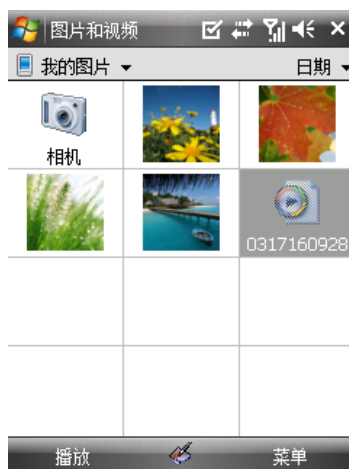 图片和视频
我的图片 日期
相机
0317160928
播放 菜单